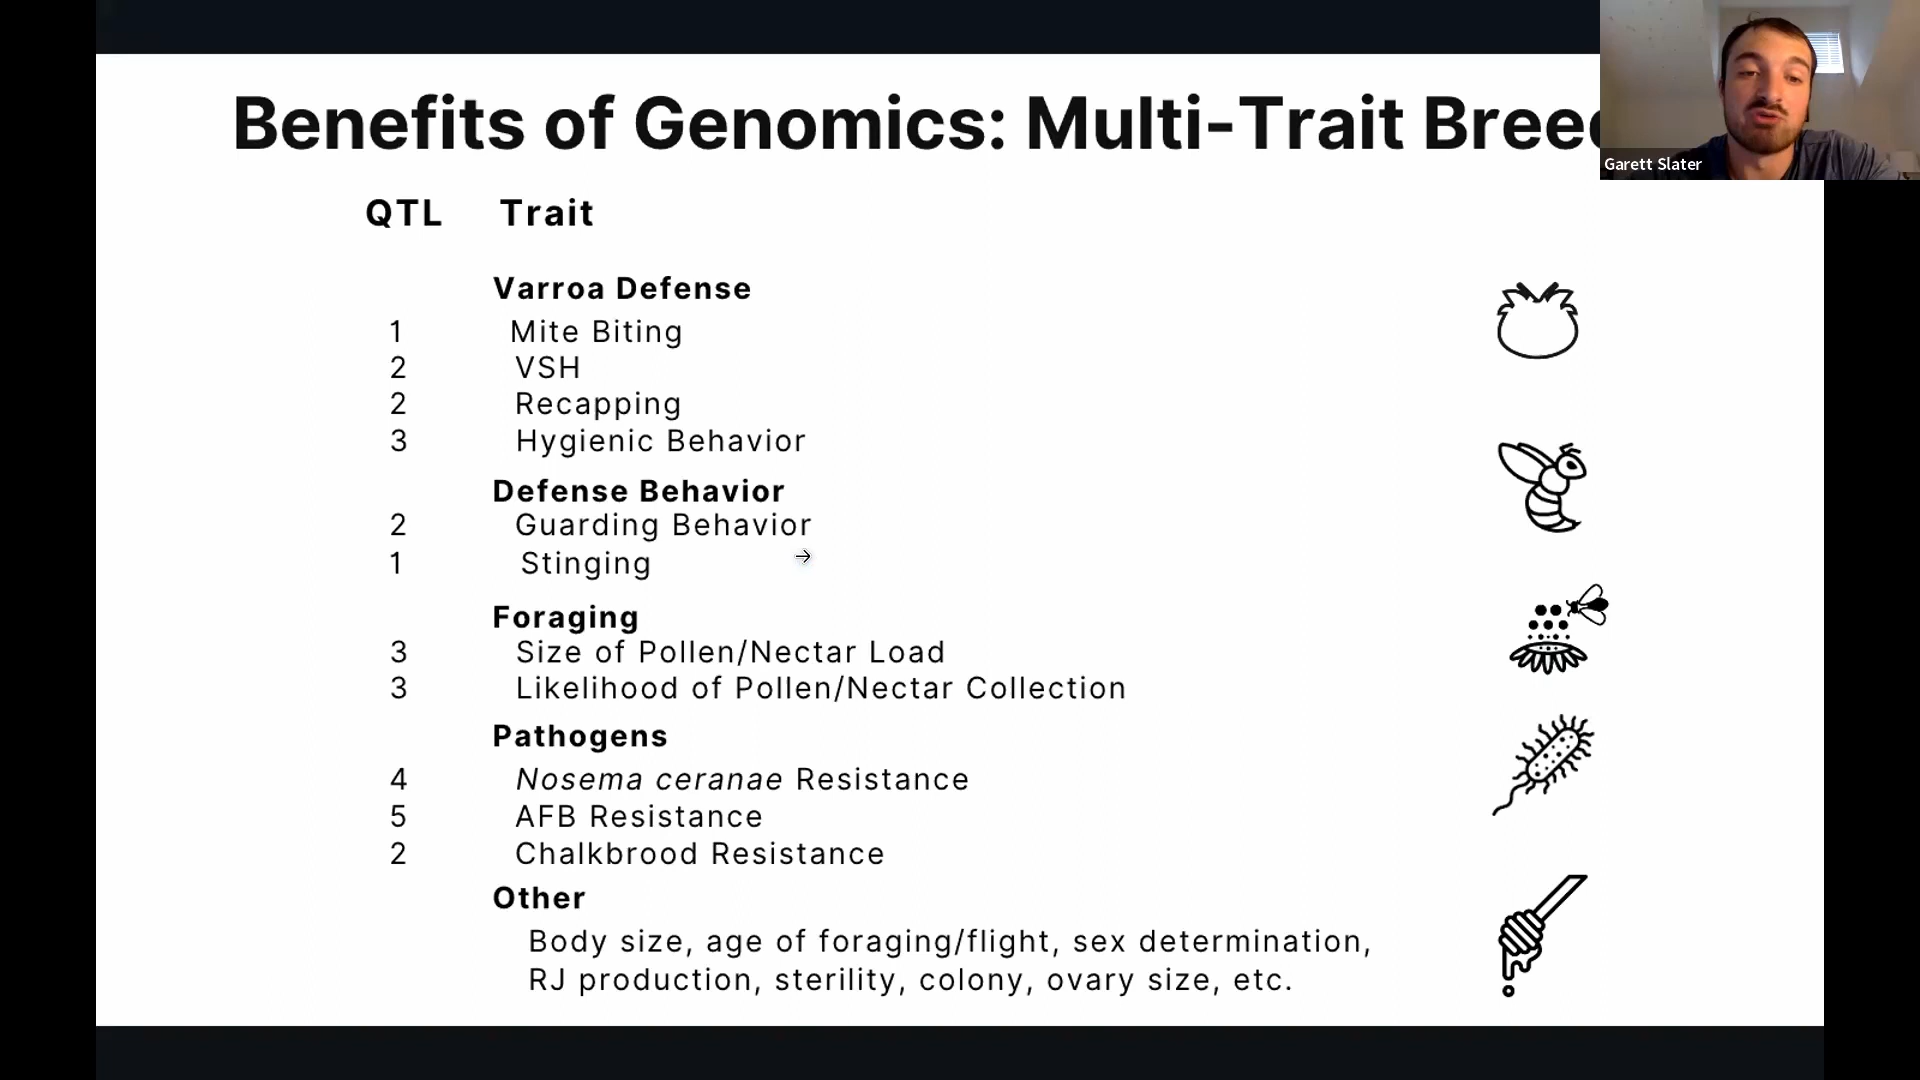 Benefits of Genomics: Multi-Trait
Garett Slater
QTL Trait
Varroa Defense
1 Mite Biting
2 VSH
2 Recapping
3 Hygienic Behavior
Defense Behavior
2 Guarding Behavior
1 Stinging
Foraging
3 Size of Pollen/Nectar Load
3 Likelihood of Pollen/Nectar Collection
Pathogens
4 Nosema ceranae Resistance
5 AFB Resistance
2 Chalkbrood Resistance
Other
Body size, age of foraging/flight, sex determination,
RJ production, sterility, colony, ovary size, etc.